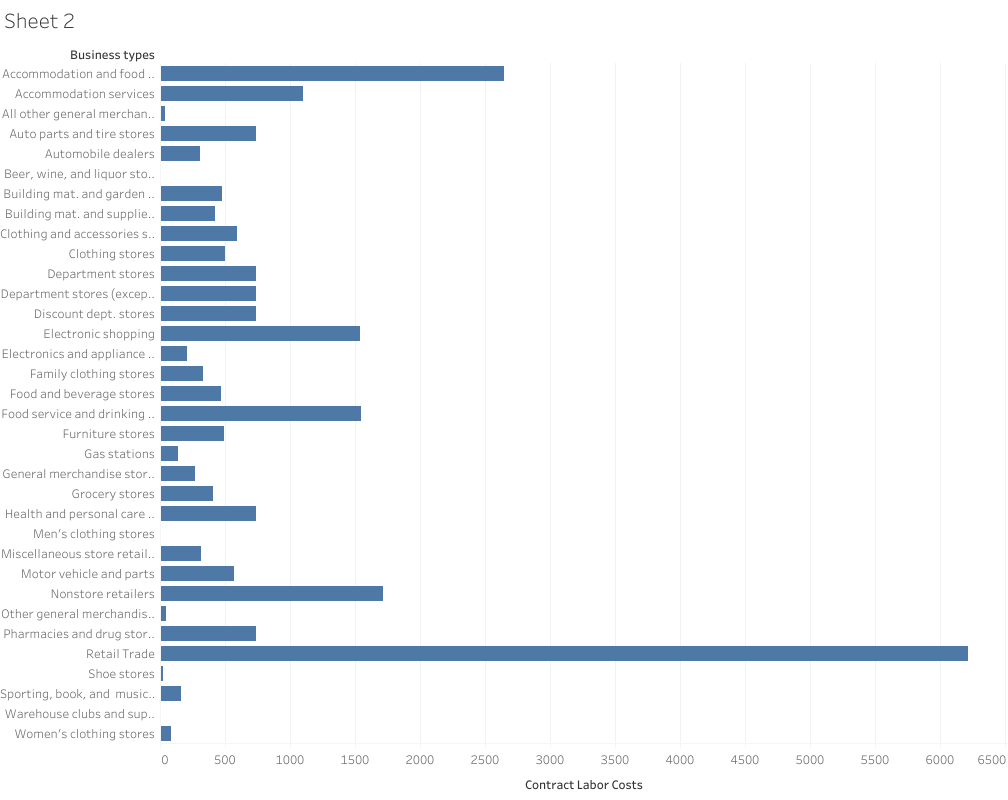 Sheet 2
Business types
Accommodation and food ..
Accommodation services
All other general merchan..
Auto parts and tire stores
Automobile dealers
Beer, wine, and liquor sto..
Building mat. and garden ..
Building mat. and supplie..
Clothing and accessories s..
Clothing stores
Department stores
Department stores (excep..
Discount dept. stores
Electronic shopping
Electronics and appliance ..
Family clothing stores
Food and beverage stores
Food service and drinking ..
Furniture stores
Gas stations
General merchandise stor..
Grocery stores
Health and personal care ..
Men's clothing stores
Miscellaneous store retail..
Motor vehicle and parts
Nonstore retailers
Other general merchandis..
Pharmacies and drug stor..
Retail Trade
Shoe stores
Sporting, book, and  music..
Warehouse clubs and sup..
Women's clothing stores
0 500 1000 1500 2000 2500 3000 3500 4000 4500 5000 5500 6000 6500
Contract Labor Costs